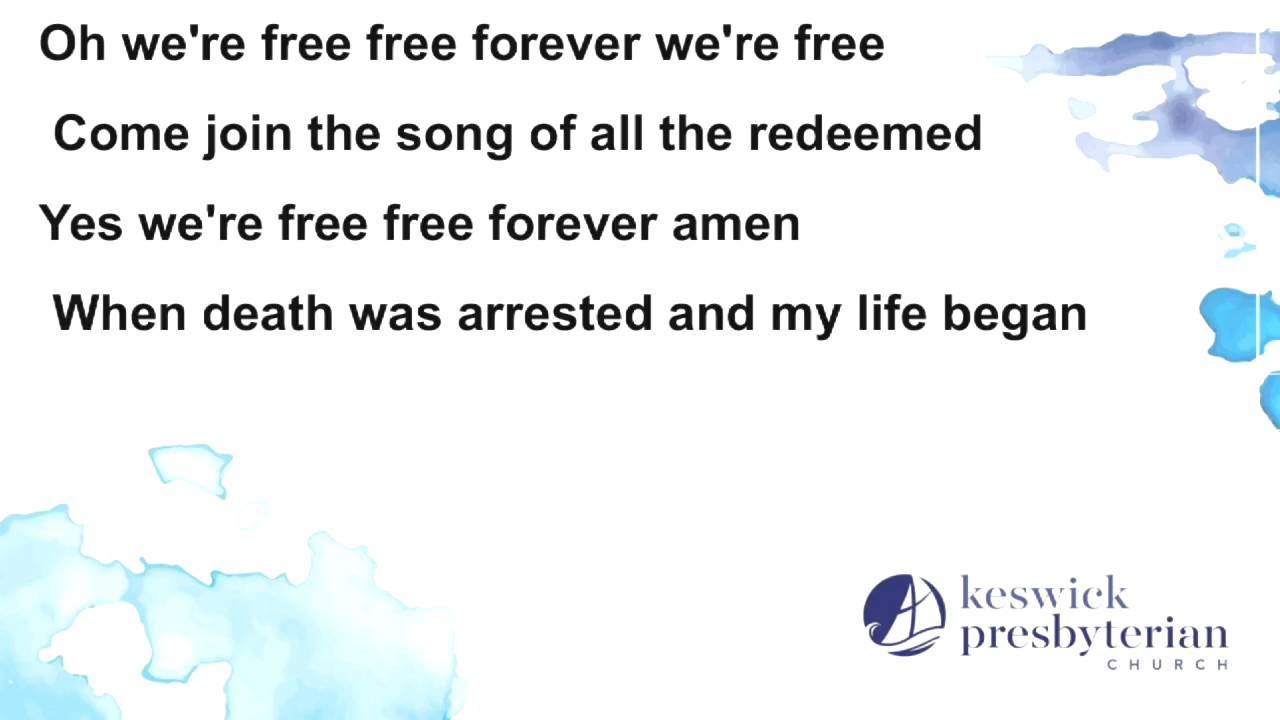 Oh we're free free forever we're free
Come join the song of all the redeemed
Yes we're free free forever amen
When death was arrested and my life began
keswick
presbyterian
CHURCH